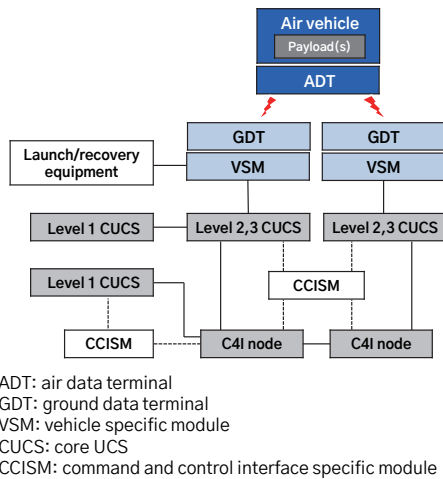 Air vehicle
Payload(s)
ADT
GDT
GDT
VSM
VSM
Launch/recovery
equipment
Level 1 CUCS
Level 2,3 CUCS
Level 2,3 CUCS
Level 1 CUCS
CCISM
CCISM
C4I node
C4I node
ADT: air data terminal
GDT: ground data terminal
VSM: vehicle specific module
CUCS: core UCS
CCISM: command and control interface specific module